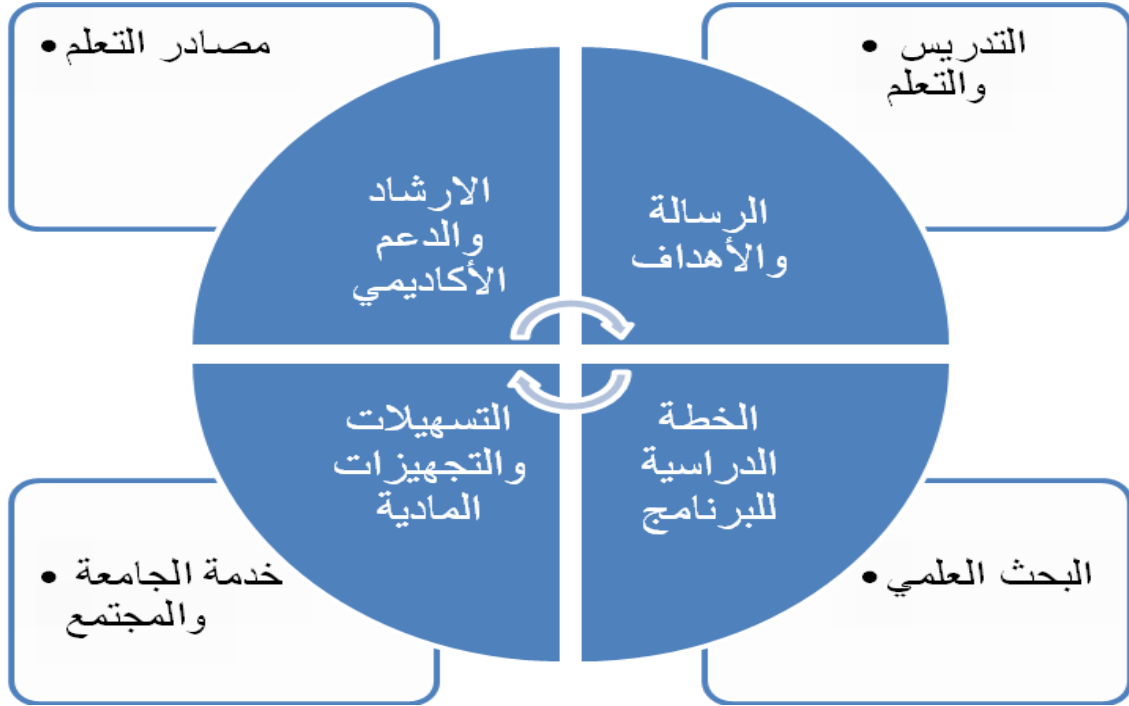 • التدريس
والتعلم
• مصادر التعلم
الرسالة
والأهداف
الارشاد
والدعم
الأكاديمي
الخطة
الدراسية
للبرنامج
التسهيلات
والتجهيزات
المادية
• البحث العلمي
• خدمة الجامعة
والمجتمع